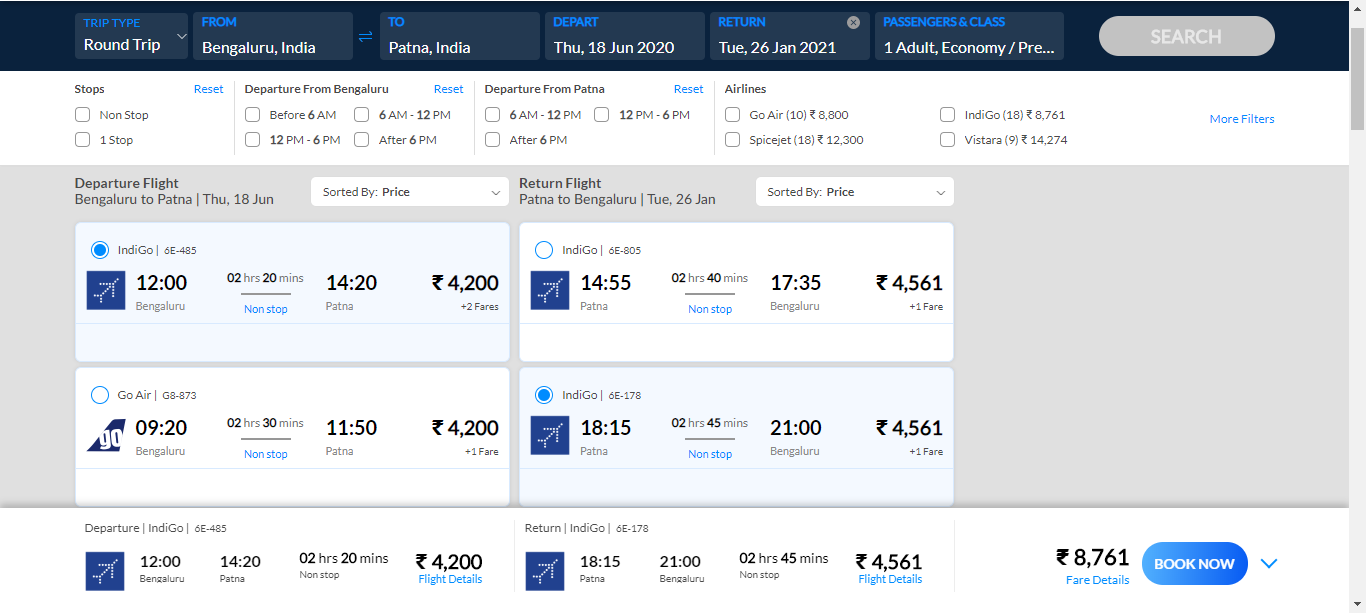 TRIP TYPE
Round Trip
FROM
Bengaluru, India
TO
Patna, India
DEPART
Thu, 18 Jun 2020
RETURN
Tue, 26 Jan 2021
PASSENGERS & CLASS
1 Adult, Economy / Pre...
SEARCH
Stops Reset
Non Stop
1 Stop
Departure From Bengaluru Reset
Before 6 AM 6 AM - 12 PM
12 PM - 6 PM After 6 PM
Departure From Patna Reset
6 AM - 12 PM 12 PM - 6 PM
After 6 PM
Airlines
Go Air (10) ₹ 8,800 IndiGo (18) ₹ 8,761
Spicejet (18) ₹ 12,300 Vistara (9) ₹ 14,274
More Filters
Departure Flight
Bengaluru to Patna | Thu, 18 Jun
Sorted By: Price
IndiGo | 6E-485
12:00 02 hrs 20 mins 14:20 ₹ 4,200
Bengaluru Non stop Patna +2 Fares
Go Air | G8-873
go 09:20 02 hrs 30 mins 11:50 ₹ 4,200
Bengaluru Non stop Patna +1 Fare
Return Flight
Patna to Bengaluru | Tue, 26 Jan
Sorted By: Price
IndiGo | 6E-805
14:55 02 hrs 40 mins 17:35 ₹ 4,561
Patna Non stop Bengaluru +1 Fare
IndiGo | 6E-178
18:15 02 hrs 45 mins 21:00 ₹ 4,561
Patna Non stop Bengaluru +1 Fare
Departure | IndiGo | 6E-485
12:00 14:20 02 hrs 20 mins ₹ 4,200
Bengaluru Patna Non stop Flight Details
Return | IndiGo | 6E-178
18:15 21:00 02 hrs 45 mins ₹ 4,561
Patna Bengaluru Non stop Flight Details
₹ 8,761
Fare Details
BOOK NOW